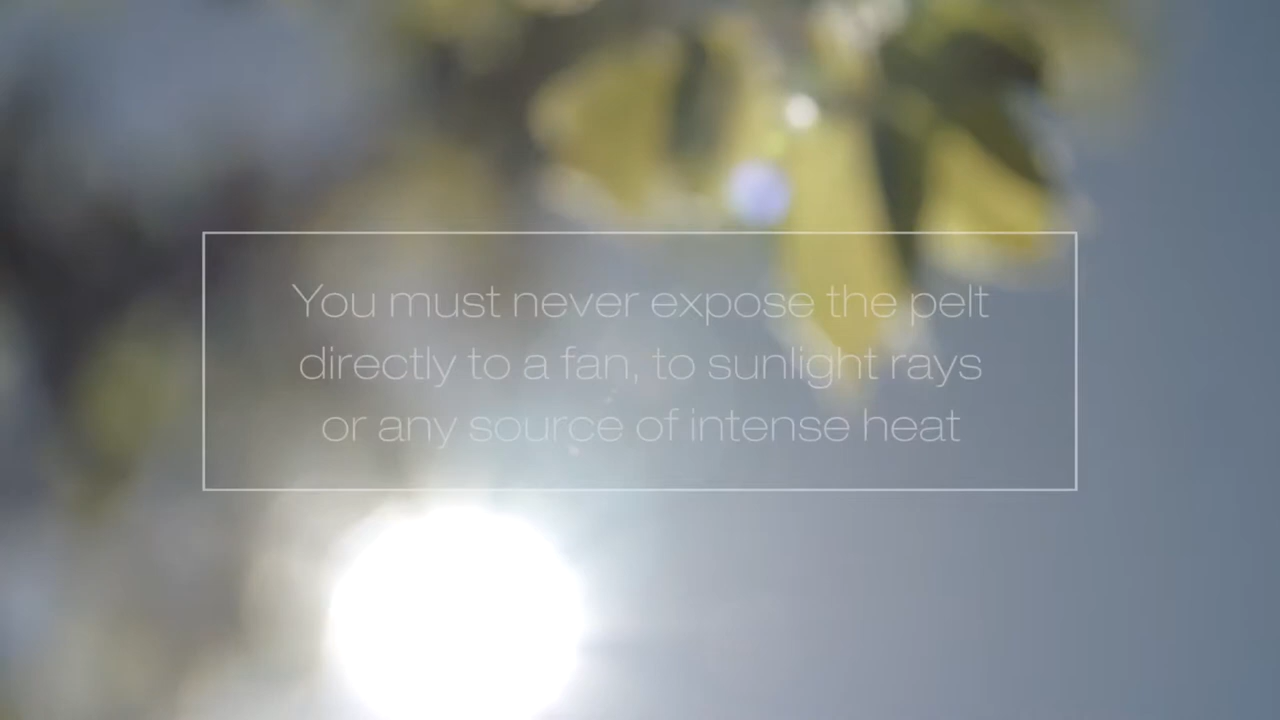 You must never expose the pelt
directly to a fan, to sunlight rays
or any source of intense heat